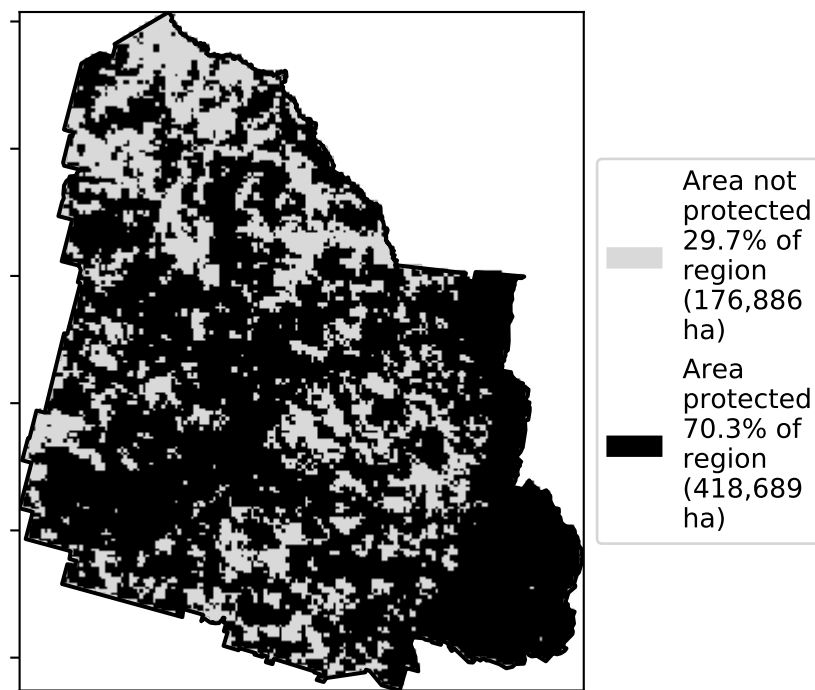 Area not
protected
29.7% of
region
(176,886
ha)
Area
protected
70.3% of
region
(418,689
ha)